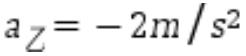 a_Z = −2m/s²